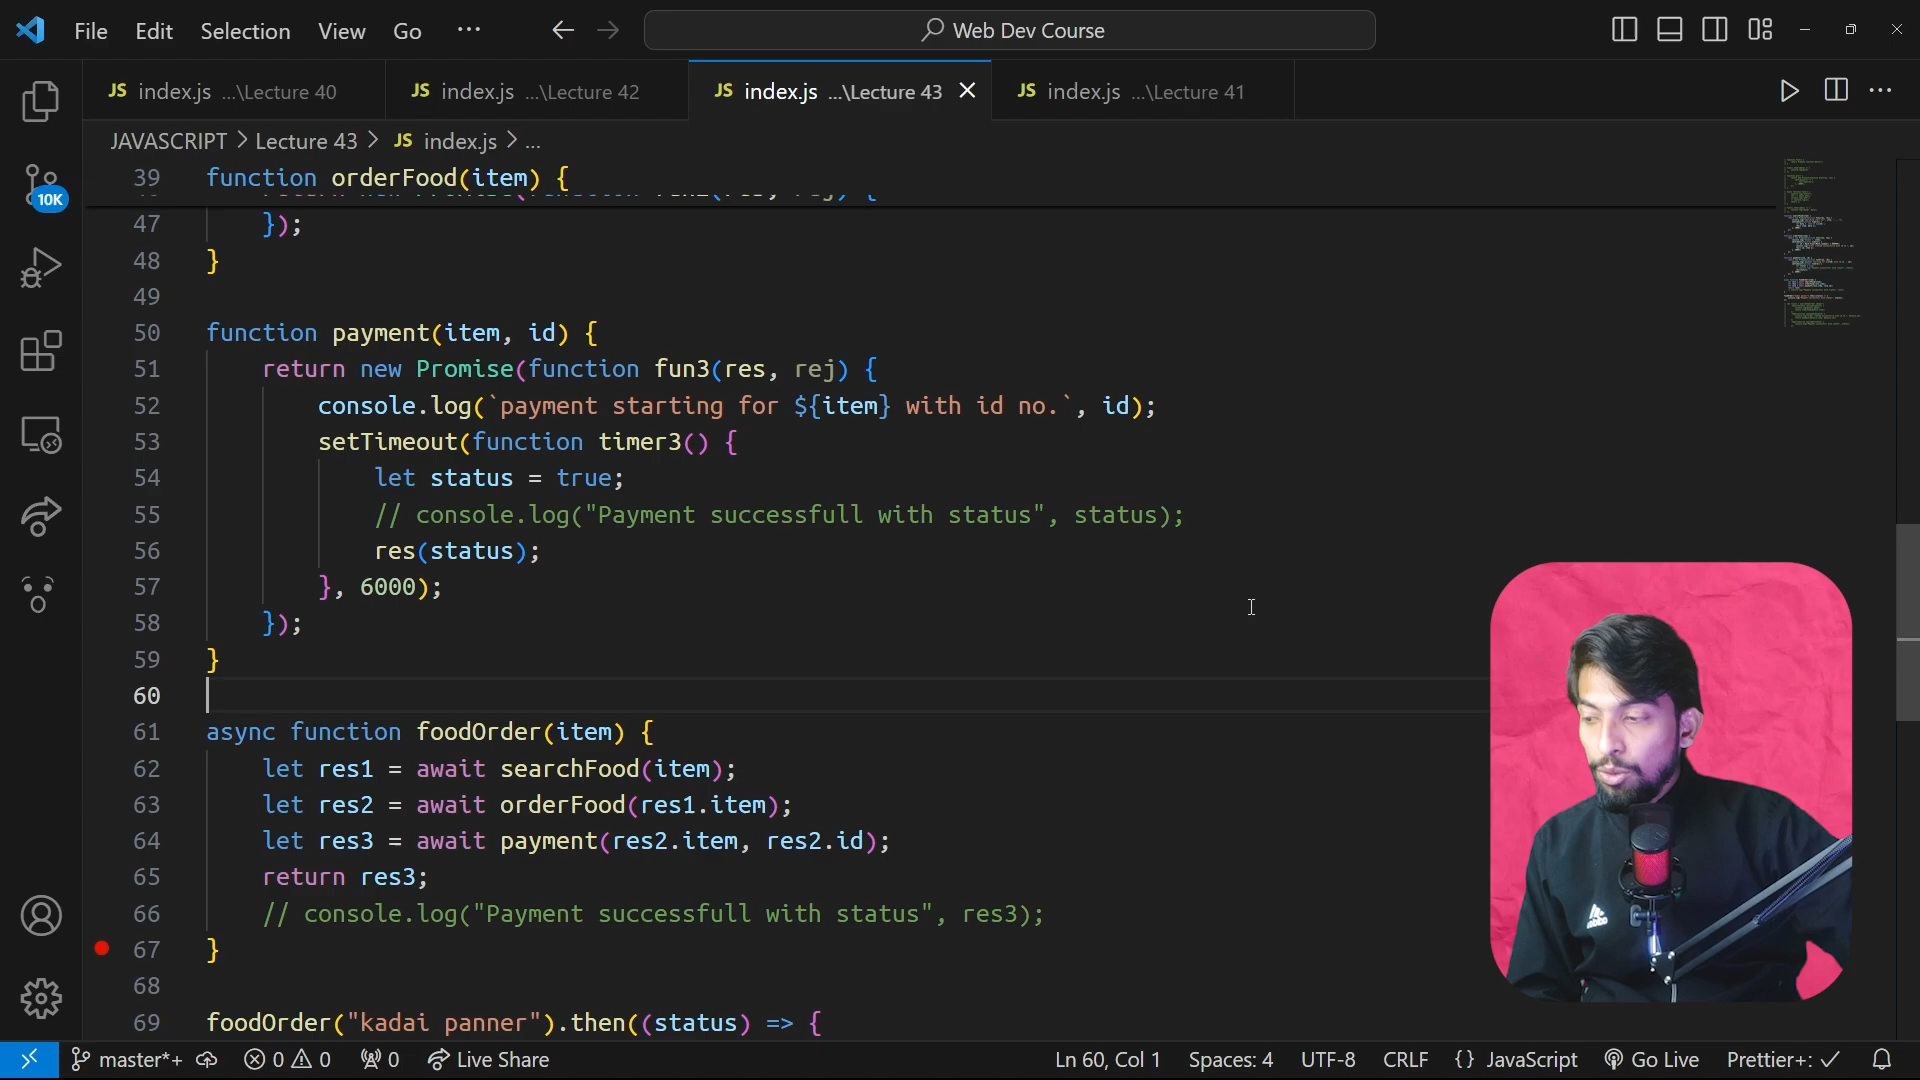 File Edit Selection View Go ··· Web Dev Course
JS index.js ...\Lecture 40 JS index.js ...\Lecture 42 JS index.js ...\Lecture 43 JS index.js ...\Lecture 41
JAVASCRIPT > Lecture 43 > JS index.js > ...
10K
39 function orderFood(item) {
47 });
48 }
49
50 function payment(item, id) {
51 return new Promise(function fun3(res, rej) {
52 console.log(`payment starting for ${item} with id no.`, id);
53 setTimeout(function timer3() {
54 let status = true;
55 // console.log("Payment successfull with status", status);
56 res(status);
57 }, 6000);
58 });
59 }
60
61 async function foodOrder(item) {
62 let res1 = await searchFood(item);
63 let res2 = await orderFood(res1.item);
64 let res3 = await payment(res2.item, res2.id);
65 return res3;
66 // console.log("Payment successfull with status", res3);
67 }
68
69 foodOrder("kadai panner").then((status) => {
master*+ 0 0 0 Live Share Ln 60, Col 1 Spaces: 4 UTF-8 CRLF {} JavaScript Go Live Prettier+: ✓